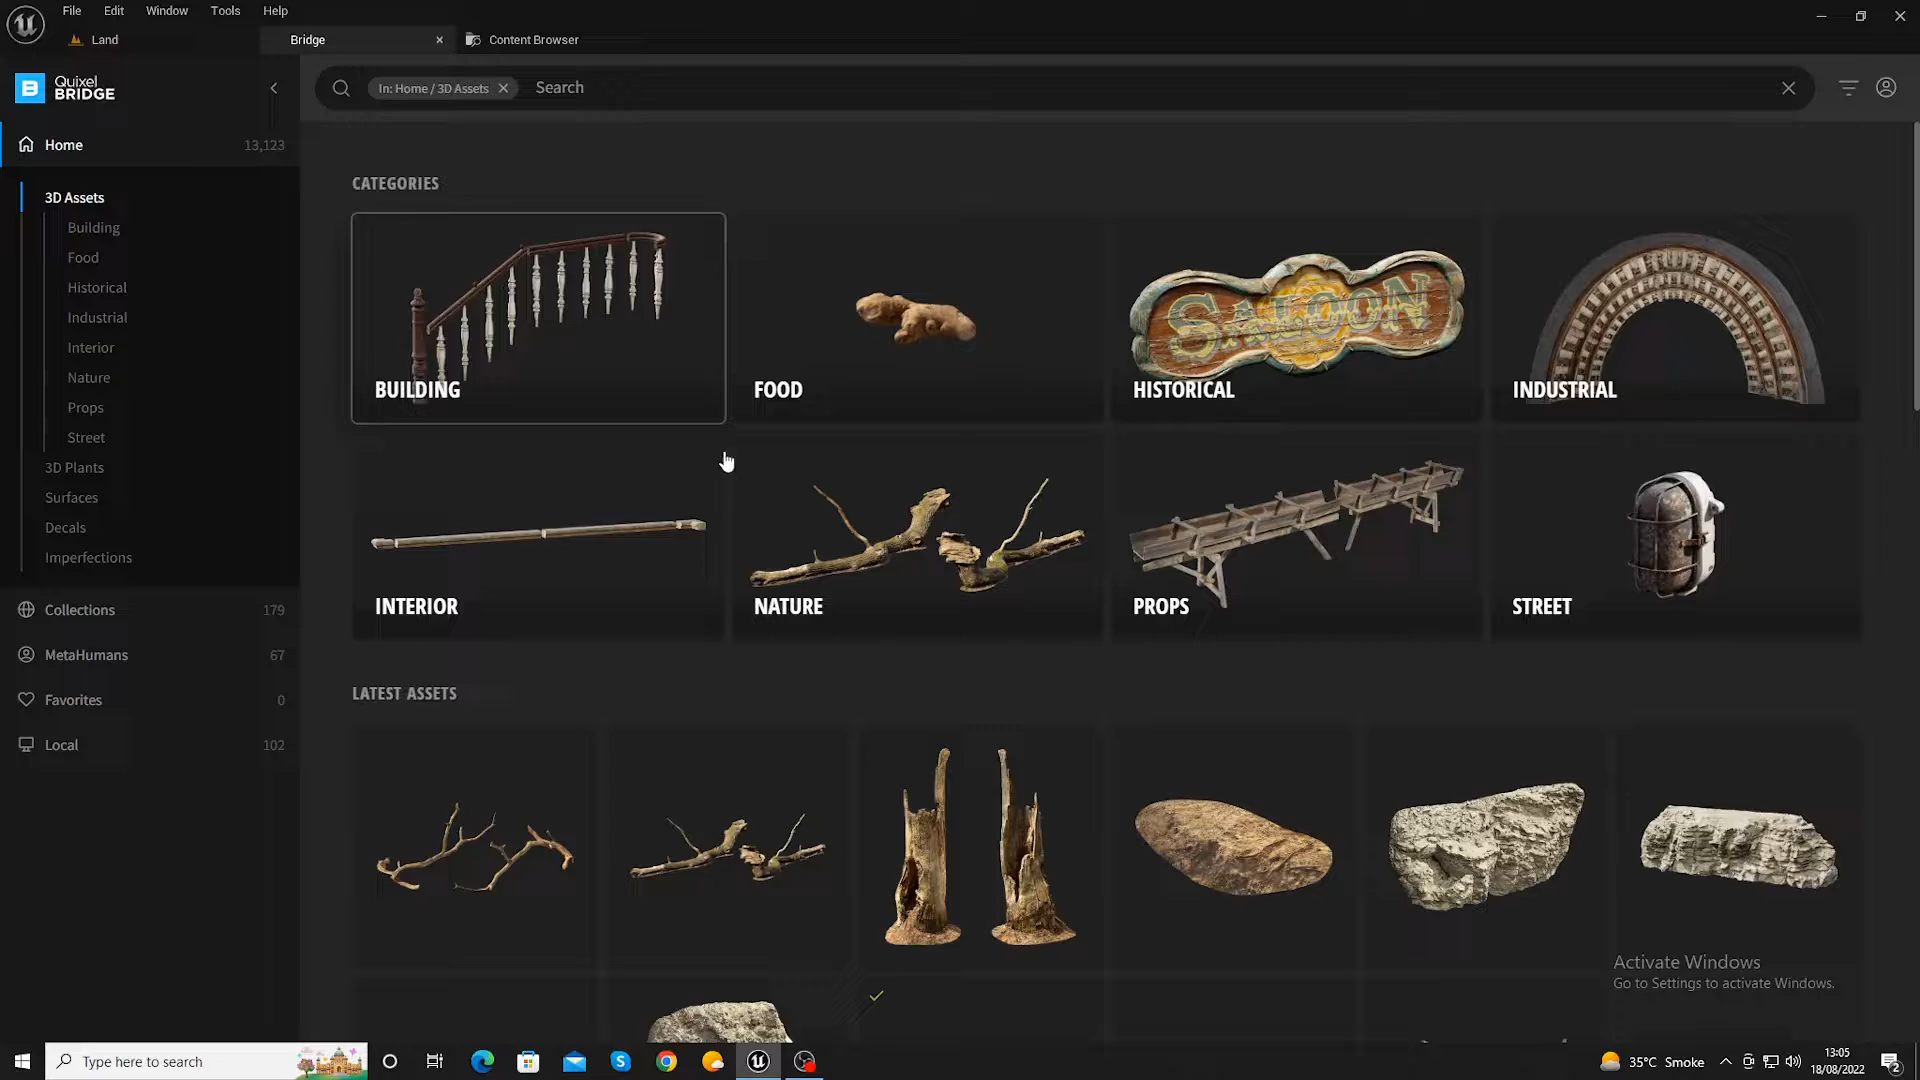 File Edit Window Tools Help
Land
Bridge
Content Browser
Quixel
BRIDGE
In: Home / 3D Assets
Search
Home 13,123
3D Assets
Building
Food
Historical
Industrial
Interior
Nature
Props
Street
3D Plants
Surfaces
Decals
Imperfections
Collections 179
MetaHumans 67
Favorites 0
Local 102
CATEGORIES
SALOON
BUILDING
FOOD
HISTORICAL
INDUSTRIAL
INTERIOR
NATURE
PROPS
STREET
LATEST ASSETS
Activate Windows
Go to Settings to activate Windows.
Type here to search
35°C Smoke
13:05
18/08/2022
2